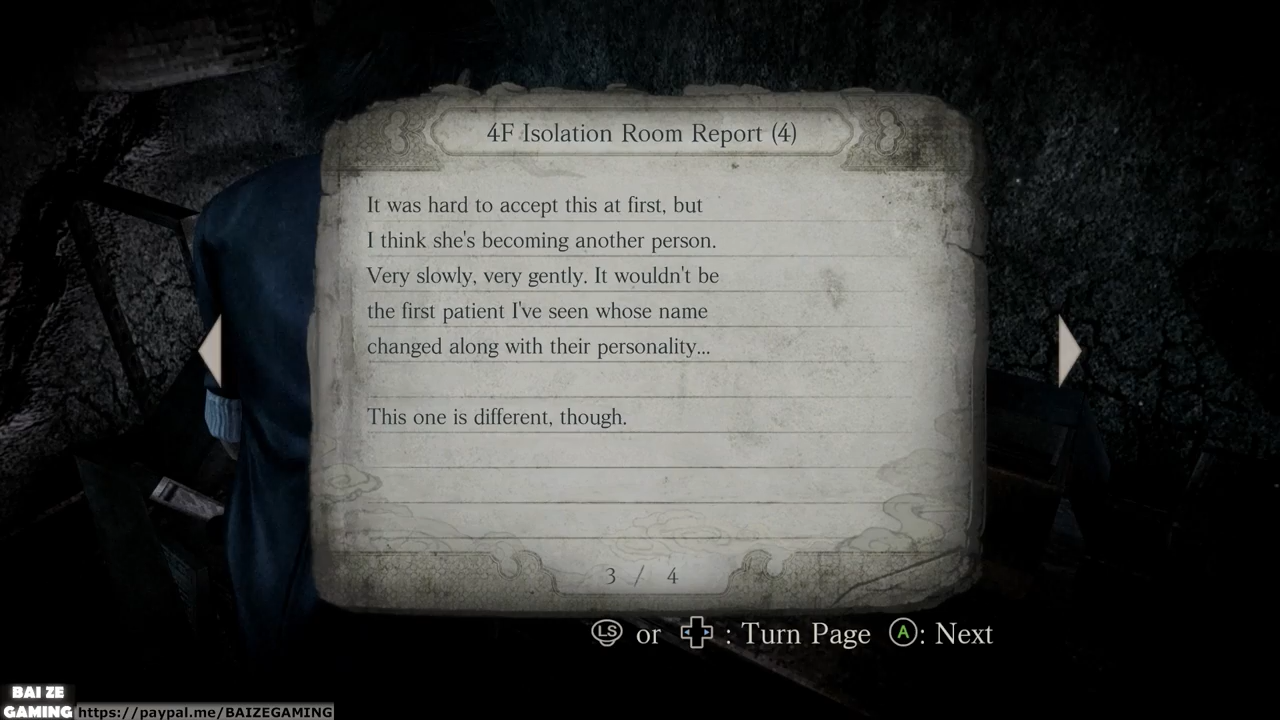 4F Isolation Room Report (4)
It was hard to accept this at first, but
I think she's becoming another person.
Very slowly, very gently. It wouldn't be
the first patient I've seen whose name
changed along with their personality...
This one is different, though.
3 / 4
LS or : Turn Page A: Next
BAI ZE
GAMING https://paypal.me/BAIZEGAMING